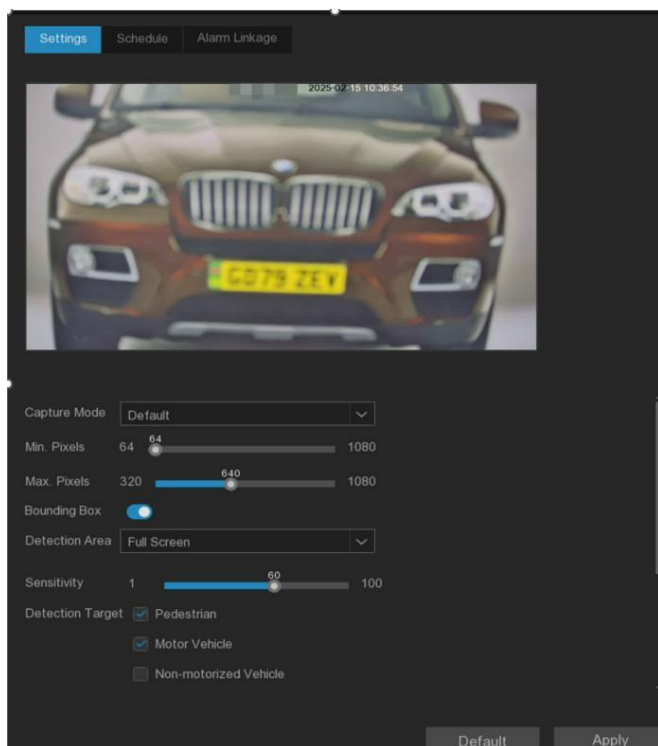 Settings Schedule Alarm Linkage
2025-02-15 10:36:54
GD79 ZEV
Capture Mode Default
Min. Pixels 64 64 1080
Max. Pixels 320 640 1080
Bounding Box
Detection Area Full Screen
Sensitivity 1 60 100
Detection Target Pedestrian
Motor Vehicle
Non-motorized Vehicle
Default Apply